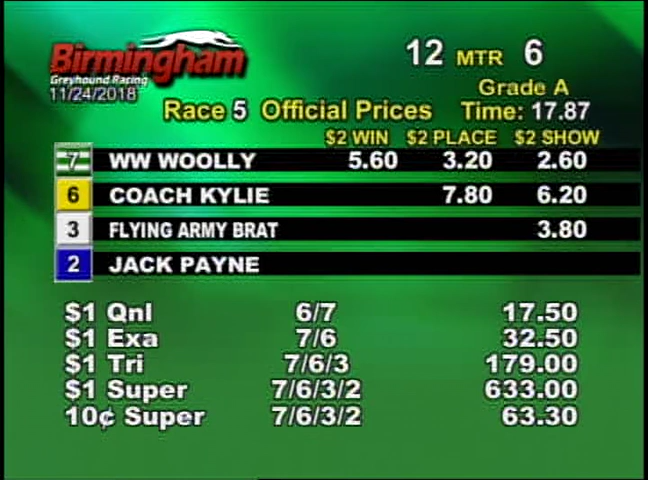 Birmingham
Greyhound Racing
11/24/2018
12 MTR 6
Grade A
Race 5 Official Prices Time: 17.87
$2 WIN $2 PLACE $2 SHOW
7 WW WOOLLY 5.60 3.20 2.60
6 COACH KYLIE 7.80 6.20
3 FLYING ARMY BRAT 3.80
2 JACK PAYNE
$1 Qnl 6/7 17.50
$1 Exa 7/6 32.50
$1 Tri 7/6/3 179.00
$1 Super 7/6/3/2 633.00
10¢ Super 7/6/3/2 63.30